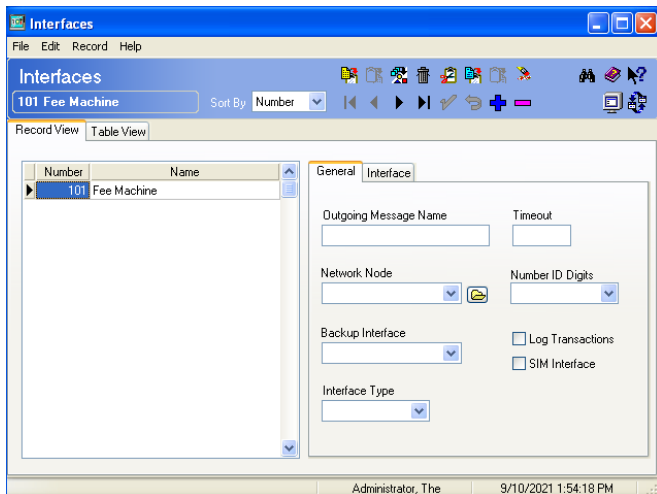 Interfaces
File Edit Record Help
Interfaces
101 Fee Machine Sort By Number
Record View Table View
Number Name
101 Fee Machine
General Interface
Outgoing Message Name Timeout
Network Node Number ID Digits
Backup Interface Log Transactions
SIM Interface
Interface Type
Administrator, The 9/10/2021 1:54:18 PM